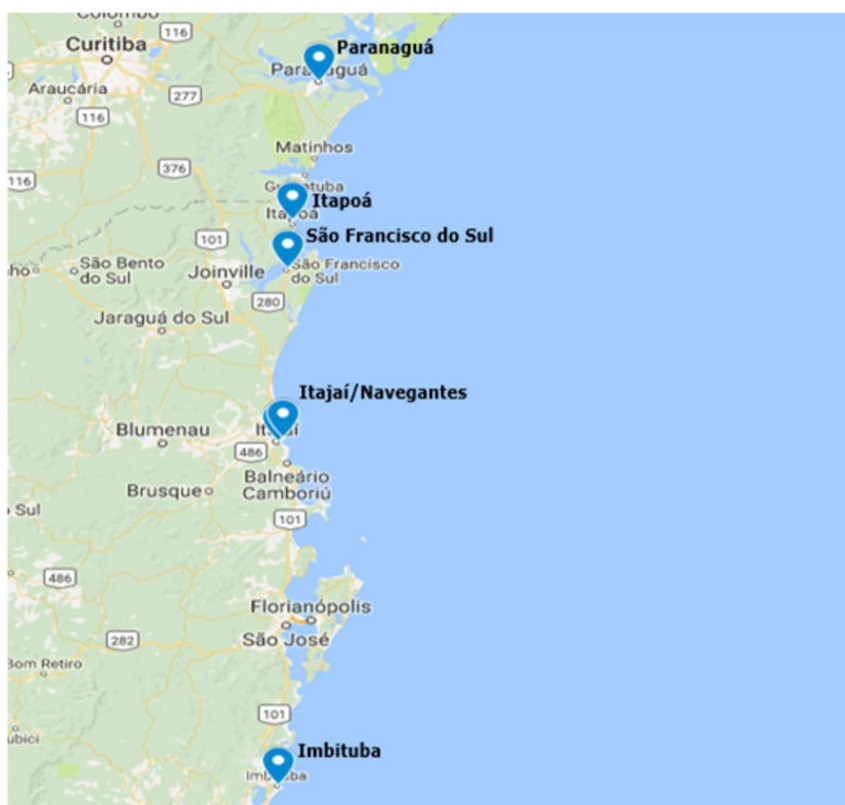 Colombo
116
Curitiba
Paranaguá
Paranaguá
Araucária
277
116
Matinhos
376
116
Itapoá
Itapoá
São Francisco do Sul
101
São Bento
do Sul
Joinville
São Francisco
do Sul
280
Jaraguá do Sul
Itajaí/Navegantes
Blumenau
486
Balneário
Camboriú
Brusque
Sul
101
486
Florianópolis
São José
282
Bom Retiro
101
ubici
Imbituba
Imbituba